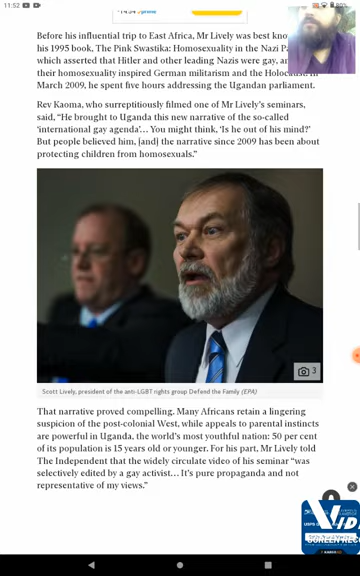 11:52
80%
Before his influential trip to East Africa, Mr Lively was best
his 1995 book, The Pink Swastika: Homosexuality in the Nazi
which asserted that Hitler and other leading Nazis were gay,
their homosexuality inspired German militarism and the
March 2009, he spent five hours addressing the Ugandan parliament.
Rev Kaoma, who surreptitiously filmed one of Mr Lively's seminars,
said, "He brought to Uganda this new narrative of the so-called
'international gay agenda'… You might think, 'Is he out of his mind?'
But people believed him, [and] the narrative since 2009 has been about
protecting children from homosexuals."
3
Scott Lively, president of the anti-LGBT rights group Defend the Family (EPA)
That narrative proved compelling. Many Africans retain a lingering
suspicion of the post-colonial West, while appeals to parental instincts
are powerful in Uganda, the world's most youthful nation: 50 per cent
of its population is 15 years old or younger. For his part, Mr Lively told
The Independent that the widely circulate video of his seminar "was
selectively edited by a gay activist… It's pure propaganda and not
representative of my views."